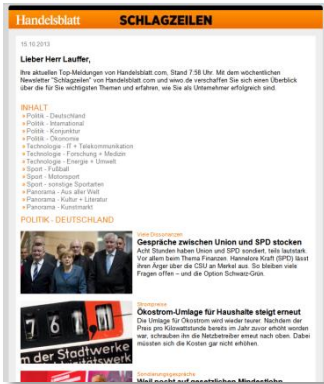 Handelsblatt SCHLAGZEILEN
15.10.2013
Lieber Herr Lauffer,
Ihre aktuellen Top-Meldungen von Handelsblatt.com, Stand 7:58 Uhr. Mit dem wöchentlichen
Newsletter "Schlagzeilen" von Handelsblatt.com und wiwo.de verschaffen Sie sich einen Überblick
über die für Sie wichtigsten Themen und erfahren, wie Sie als Unternehmer erfolgreich sind.
INHALT
» Politik - Deutschland
» Politik - International
» Politik - Konjunktur
» Politik - Ökonomie
» Technologie - IT + Telekommunikation
» Technologie - Forschung + Medizin
» Technologie - Energie + Umwelt
» Sport - Fußball
» Sport - Motorsport
» Sport - sonstige Sportarten
» Panorama - Aus aller Welt
» Panorama - Kultur + Literatur
» Panorama - Kunstmarkt
POLITIK - DEUTSCHLAND
Viele Dissonanzen
Gespräche zwischen Union und SPD stocken
Acht Stunden haben Union und SPD sondiert, teils lautstark.
Vor allem beim Thema Finanzen. Hannelore Kraft (SPD) lässt
ihren Ärger über die CSU an Merkel aus. So bleiben viele
Fragen offen – und die Option Schwarz-Grün.
761
m der Stadtwerke
Strompreise
Ökostrom-Umlage für Haushalte steigt erneut
Die Umlage für Ökostrom wird wieder teurer. Nachdem der
Preis pro Kilowattstunde bereits im Jahr zuvor erhöht worden
war, schrauben ihn die Netzbetreiber erneut nach oben. Dabei
müssten sich die Kosten gar nicht erhöhen.
Sondierungsgespräche
Weil pocht auf gesetzlichen Mindestlohn